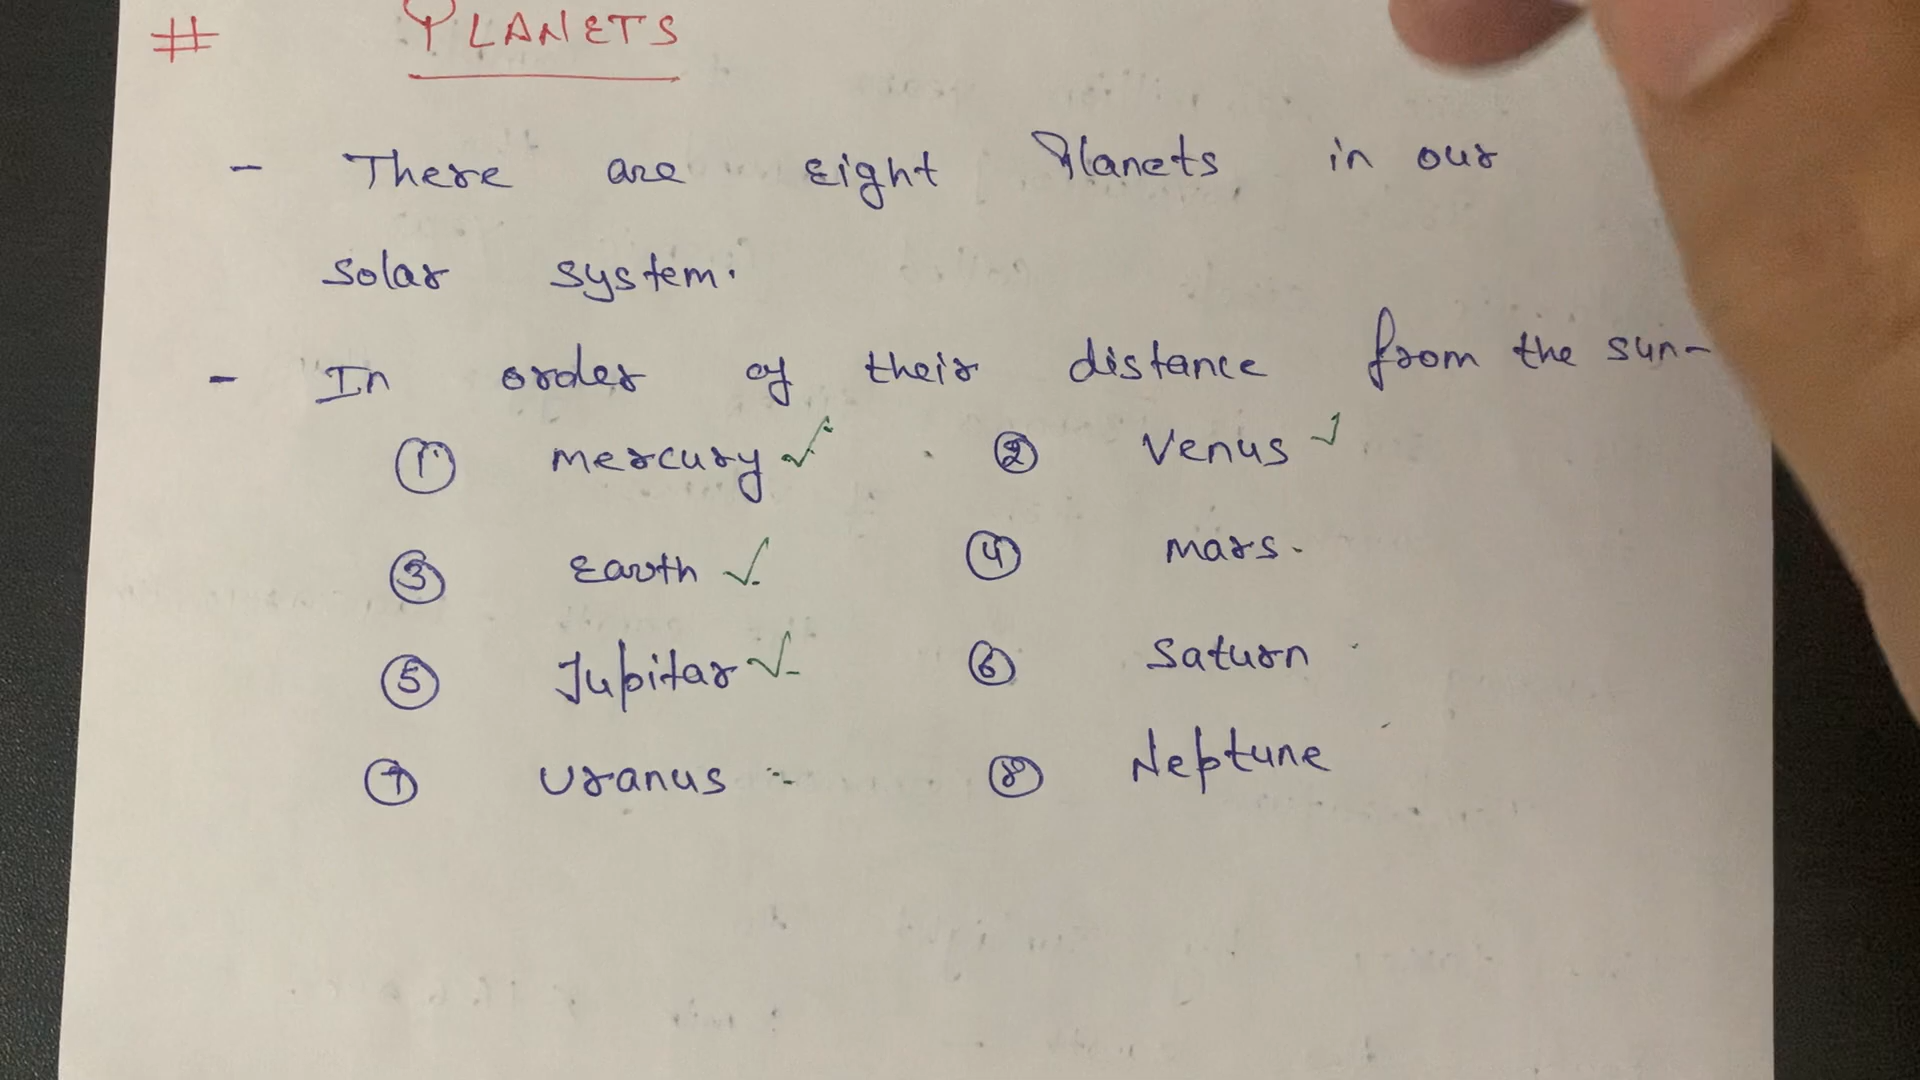 # PLANETS
- There are Eight Planets in our
solar system.
- In order of their distance from the sun-
① mercury ✓ ② Venus ✓
③ Earth ✓ ④ mars.
⑤ Jupitar ✓ ⑥ Saturn
⑦ Uranus ⑧ Neptune